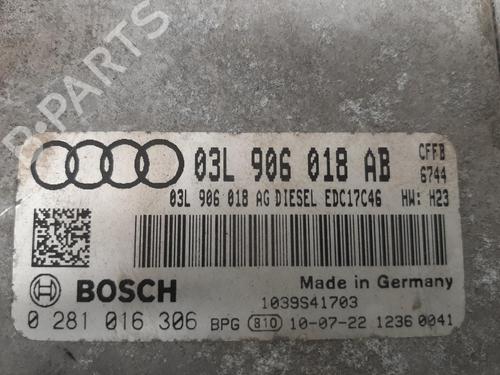 03L 906 018 AB CFFB
6744
03L 906 018 AG DIESEL EDC17C46 HW: H23
Made in Germany
BOSCH 1039S41703
0 281 016 306 BPG 810 10-07-22 1236 0041
B-PARTS